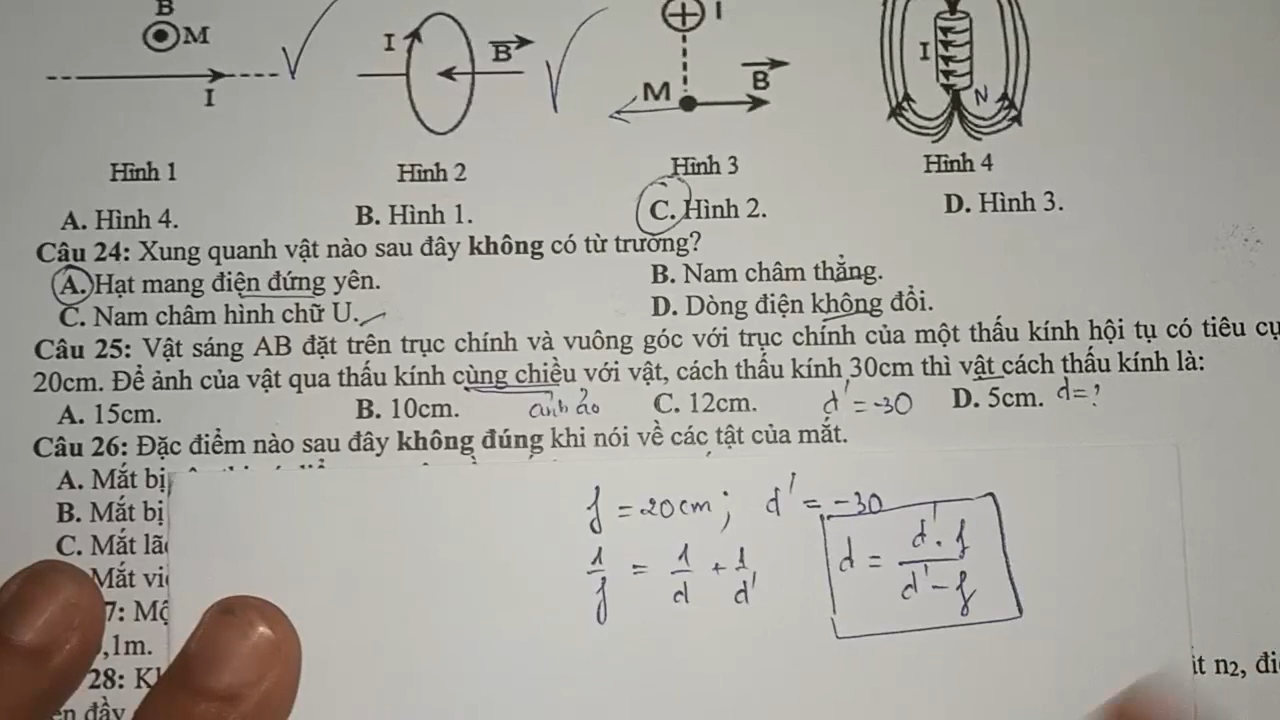 B
M
I
I
B
I
M
B
I
N
Hình 1
Hình 2
Hình 3
Hình 4
A. Hình 4.
B. Hình 1.
C. Hình 2.
D. Hình 3.
Câu 24: Xung quanh vật nào sau đây không có từ trường?
A. Hạt mang điện đứng yên.
B. Nam châm thẳng.
C. Nam châm hình chữ U.
D. Dòng điện không đổi.
Câu 25: Vật sáng AB đặt trên trục chính và vuông góc với trục chính của một thấu kính hội tụ có tiêu cự
20cm. Để ảnh của vật qua thấu kính cùng chiều với vật, cách thấu kính 30cm thì vật cách thấu kính là:
A. 15cm.
B. 10cm.
ảnh ảo
C. 12cm.
d' = -30
D. 5cm.
d=?
Câu 26: Đặc điểm nào sau đây không đúng khi nói về các tật của mắt.
A. Mắt bị
B. Mắt bị
C. Mắt
Mắt
f = 20cm; d' = -30
1/f = 1/d + 1/d'
d = d'.f / d' - f
7:
,1m.
28:
n₂,
đầy